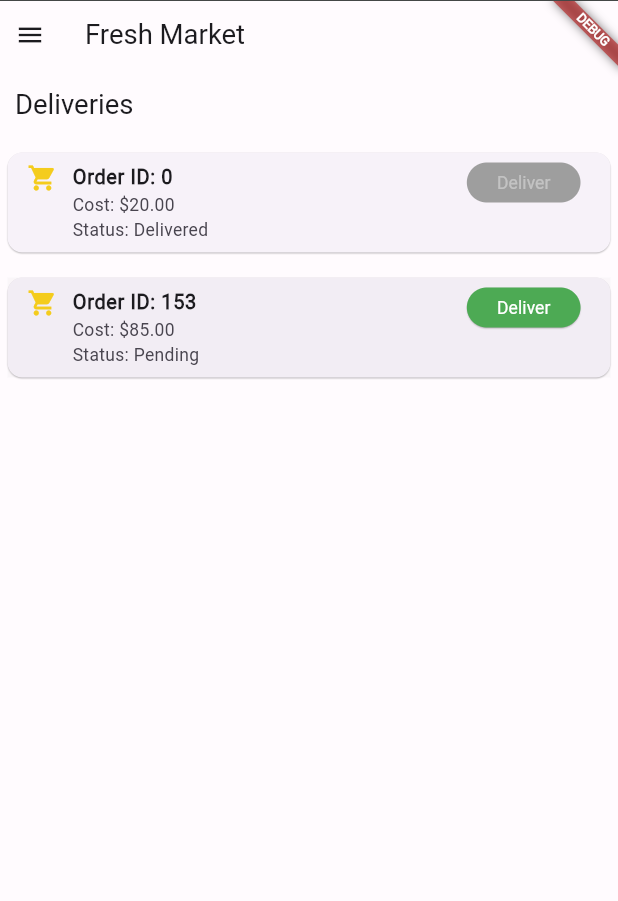 Fresh Market
DEBUG
Deliveries
Order ID: 0
Cost: $20.00
Status: Delivered
Deliver
Order ID: 153
Cost: $85.00
Status: Pending
Deliver